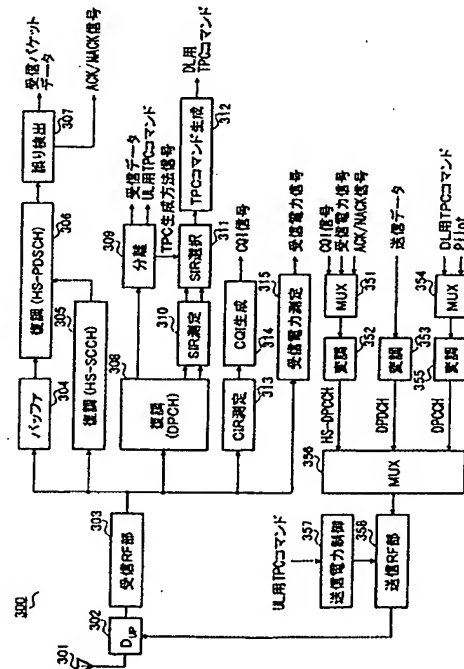 300
301
302
DUP
303
受信RF部
304
バッファ
305
復調(HS-SCCH)
306
復調(HS-PDSCH)
307
誤り検出
受信パケット
データ
ACK/NACK信号
308
復調
(DPCH)
309
分離
受信データ
UL用TPCコマンド
TPC生成方法信号
310
SIR測定
311
SIR選択
312
TPCコマンド生成
DL用
TPCコマンド
313
CIR測定
314
CQI生成
CQI信号
315
受信電力測定
受信電力信号
CQI信号
受信電力信号
ACK/NACK信号
351
MUX
352
変調
HS-DPCCH
送信データ
353
変調
DPDCH
DL用TPCコマンド
Pilot
354
MUX
355
変調
DPCCH
356
MUX
UL用TPCコマンド
357
送信電力制御
358
送信RF部